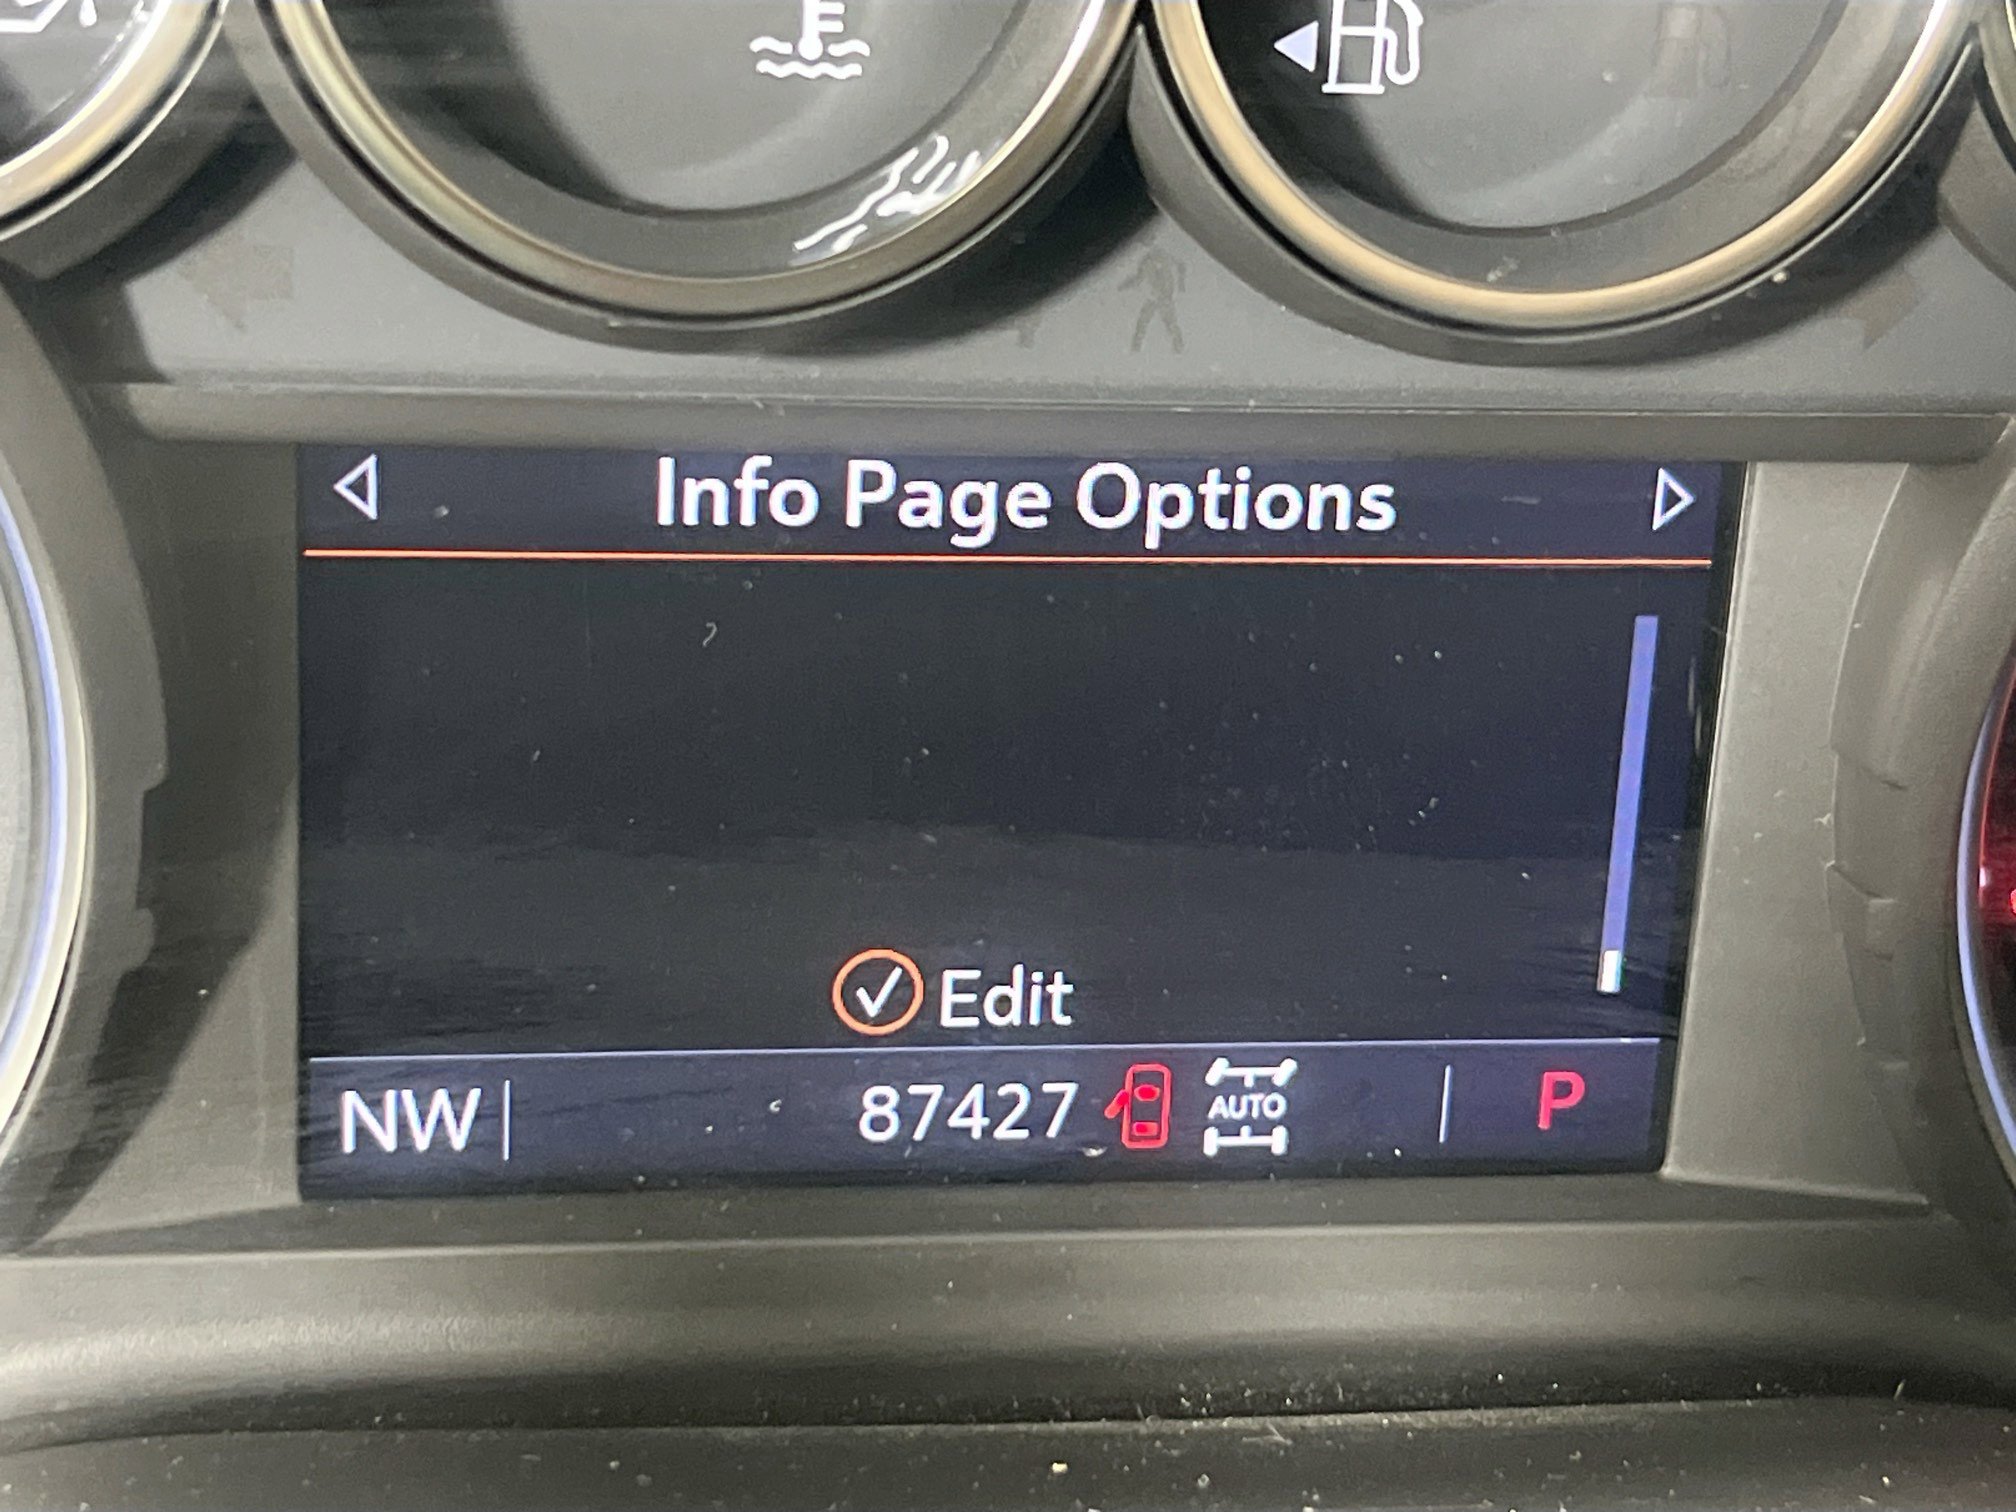 Info Page Options
Edit
NW
87427
AUTO
P